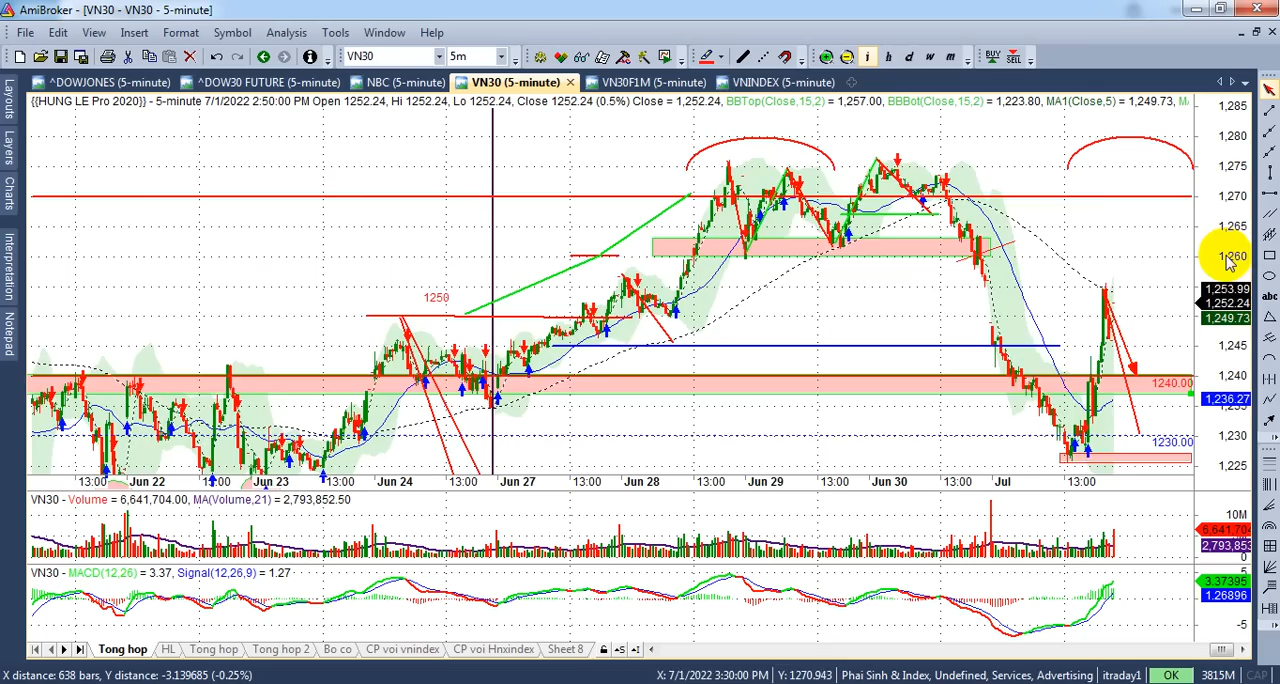 AmiBroker - [VN30 - 5-minute]
File Edit View Insert Format Symbol Analysis Tools Window Help
VN30 5m i h d w m BUY SELL
^DOWJONES (5-minute) ^DOW30 FUTURE (5-minute) NBC (5-minute) VN30 (5-minute) VN30F1M (5-minute) VNINDEX (5-minute)
{{HUNG LE Pro 2020}} - 5-minute 7/1/2022 2:50:00 PM Open 1252.24, Hi 1252.24, Lo 1252.24, Close 1252.24 (0.5%) Close = 1,252.24, BBTop(Close,15,2) = 1,257.00, BBBot(Close,15,2) = 1,223.80, MA1(Close,5) = 1,249.73,
Layouts
Layers
Charts
Interpretation
Notepad
1,285
1,280
1,275
1,270
1,265
1,260
1,253.99
1250
1,252.24
1,249.73
1,245
1,240
1240.00
1,236.27
1,235
1,230
1230.00
1,225
abc
13:00 Jun 22 13:00 Jun 23 13:00 Jun 24 13:00 Jun 27 13:00 Jun 28 13:00 Jun 29 13:00 Jun 30 13:00 Jul 13:00
VN30 - Volume = 6,641,704.00, MA(Volume,21) = 2,793,852.50
10M
6,641,704
2,793,853
0
VN30 - MACD(12,26) = 3.37, Signal(12,26,9) = 1.27
5
3.37395
1.26896
-5
Tong hop HL Tong hop Tong hop 2 Bo co CP voi vnindex CP voi Hnxindex Sheet 8
X distance: 638 bars, Y distance: -3.139685 (-0.25%) X: 7/1/2022 3:30:00 PM Y: 1270.943 Phai Sinh & Index, Undefined, Services, Advertising itraday1 OK 3815M CAP